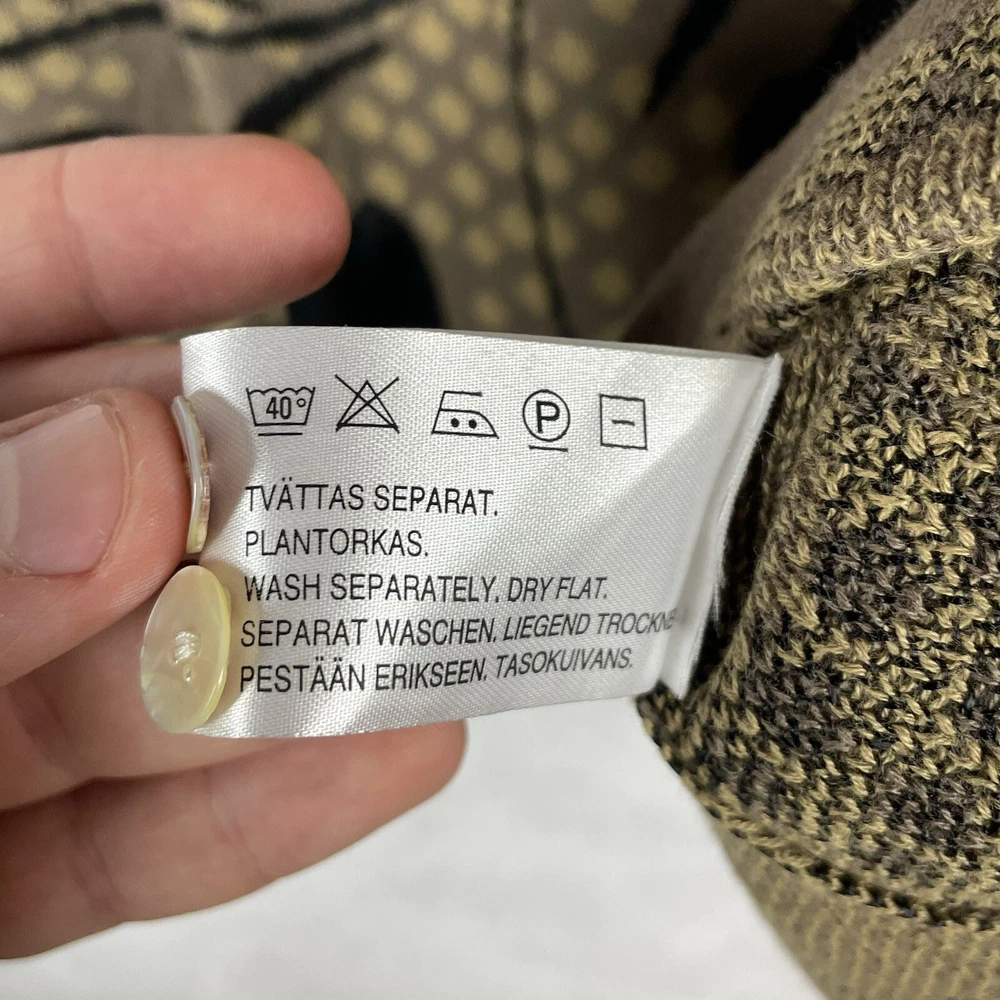 40°
P
TVÄTTAS SEPARAT.
PLANTORKAS.
WASH SEPARATELY. DRY FLAT.
SEPARAT WASCHEN. LIEGEND
PESTÄÄN ERIKSEEN. TASOKUIVANS.